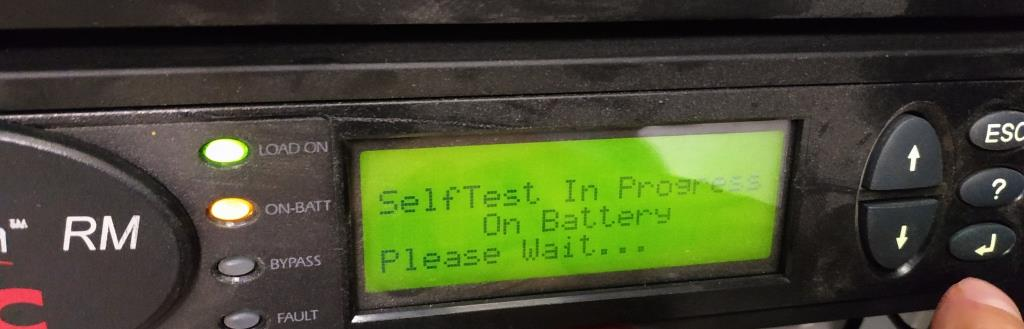 LOAD ON
ON-BATT
BYPASS
FAULT
RM
SelfTest In Progress
On Battery
Please Wait...
ESC
?